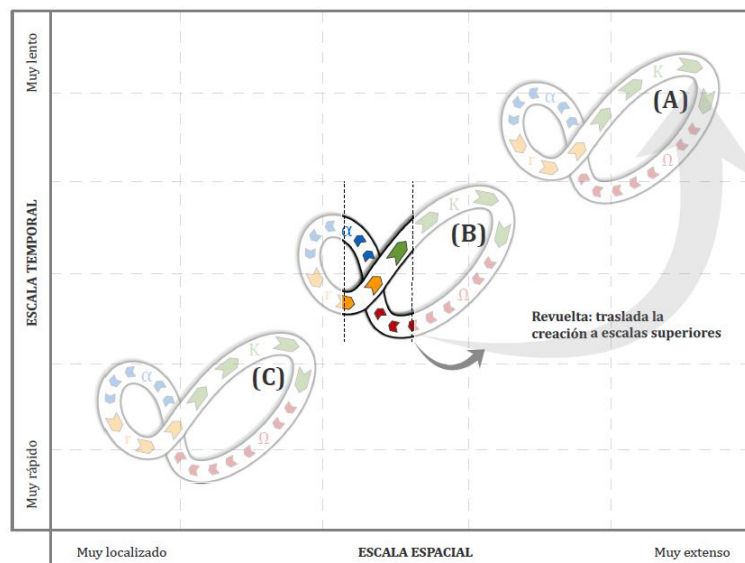 Muy lento
ESCALA TEMPORAL
Muy rápido
K
(A)
α
r
Ω
K
(B)
α
r
Ω
Revuelta: traslada la
creación a escalas superiores
K
(C)
α
r
Ω
Muy localizado
ESCALA ESPACIAL
Muy extenso